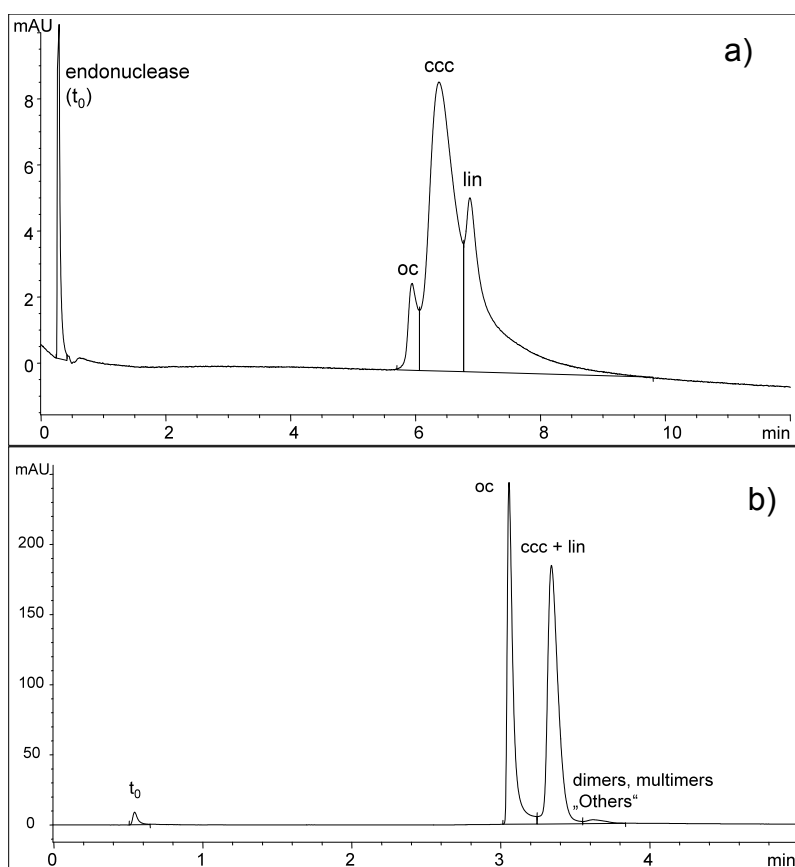 mAU
a)
endonuclease
(t₀)
ccc
lin
oc
8
6
4
2
0
0 2 4 6 8 10 min
mAU
b)
oc
ccc + lin
200
150
100
50
0
t₀
dimers, multimers
„Others“
0 1 2 3 4 min